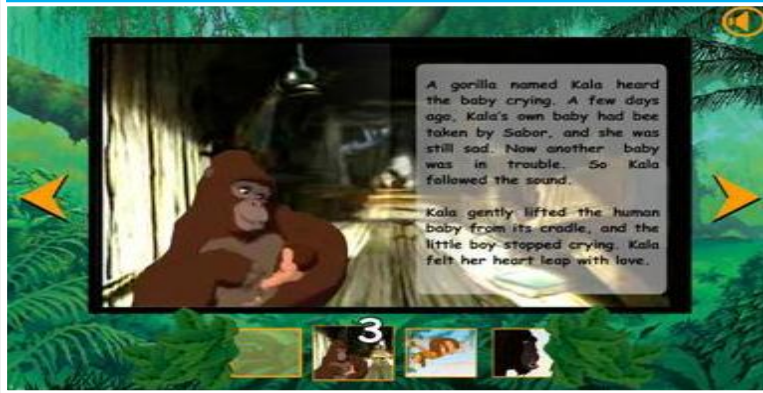 A gorilla named Kala heard
the baby crying. A few days
ago, Kala's own baby had bee
taken by Sabor, and she was
still sad. Now another baby
was in trouble. So Kala
followed the sound.
Kala gently lifted the human
baby from its cradle, and the
little boy stopped crying. Kala
felt her heart leap with love.
3